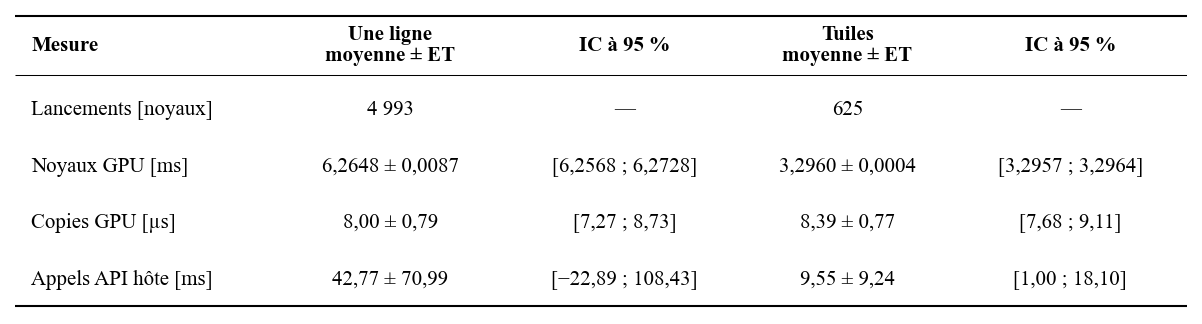 Mesure Une ligne moyenne ± ET IC à 95 % Tuiles moyenne ± ET IC à 95 %
Lancements [noyaux] 4 993 — 625 —
Noyaux GPU [ms] 6,2648 ± 0,0087 [6,2568 ; 6,2728] 3,2960 ± 0,0004 [3,2957 ; 3,2964]
Copies GPU [µs] 8,00 ± 0,79 [7,27 ; 8,73] 8,39 ± 0,77 [7,68 ; 9,11]
Appels API hôte [ms] 42,77 ± 70,99 [−22,89 ; 108,43] 9,55 ± 9,24 [1,00 ; 18,10]